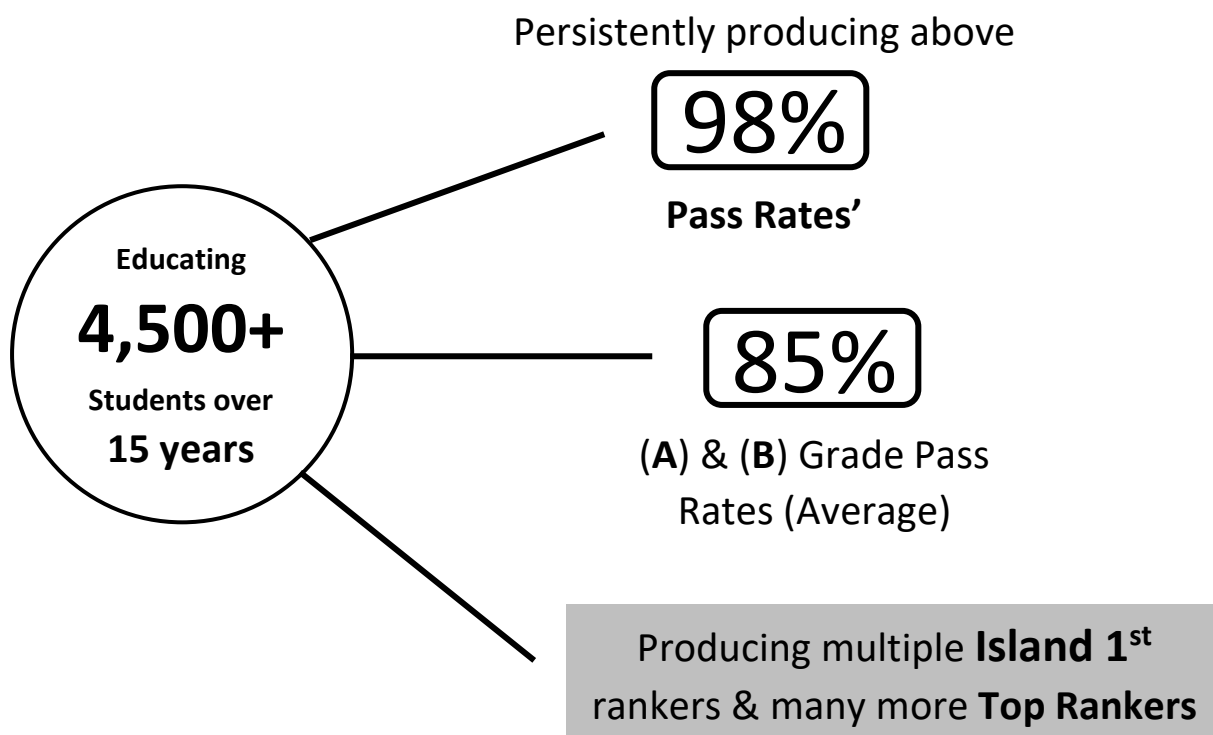 Persistently producing above
98%
Pass Rates’
Educating
4,500+
Students over
15 years
85%
(A) & (B) Grade Pass
Rates (Average)
Producing multiple Island 1st
rankers & many more Top Rankers